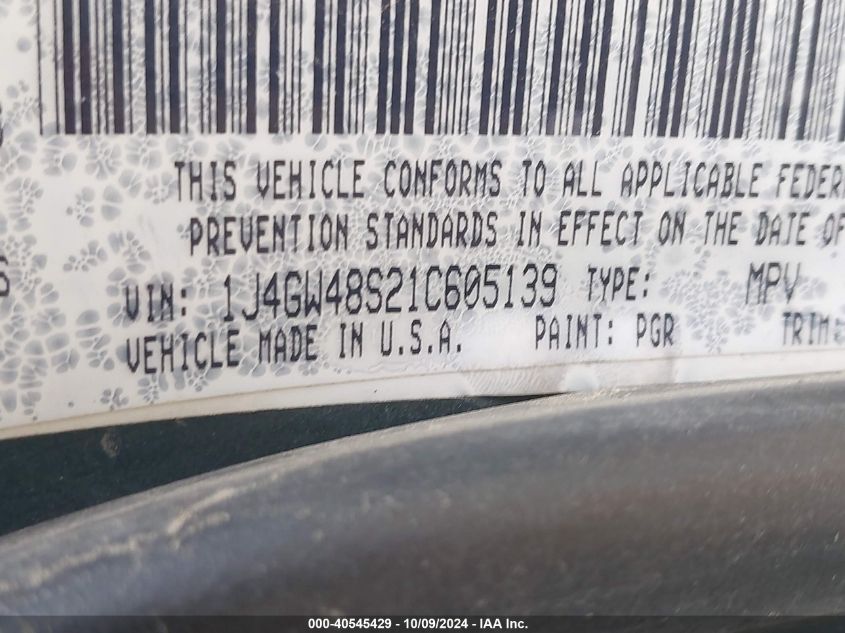 THIS VEHICLE CONFORMS TO ALL APPLICABLE
PREVENTION STANDARDS IN EFFECT ON THE DATE OF
VIN: 1J4GW48S21C605139 TYPE: MPV
VEHICLE MADE IN U.S.A. PAINT: PGR TRIM:
000-40545429 - 10/09/2024 - IAA Inc.